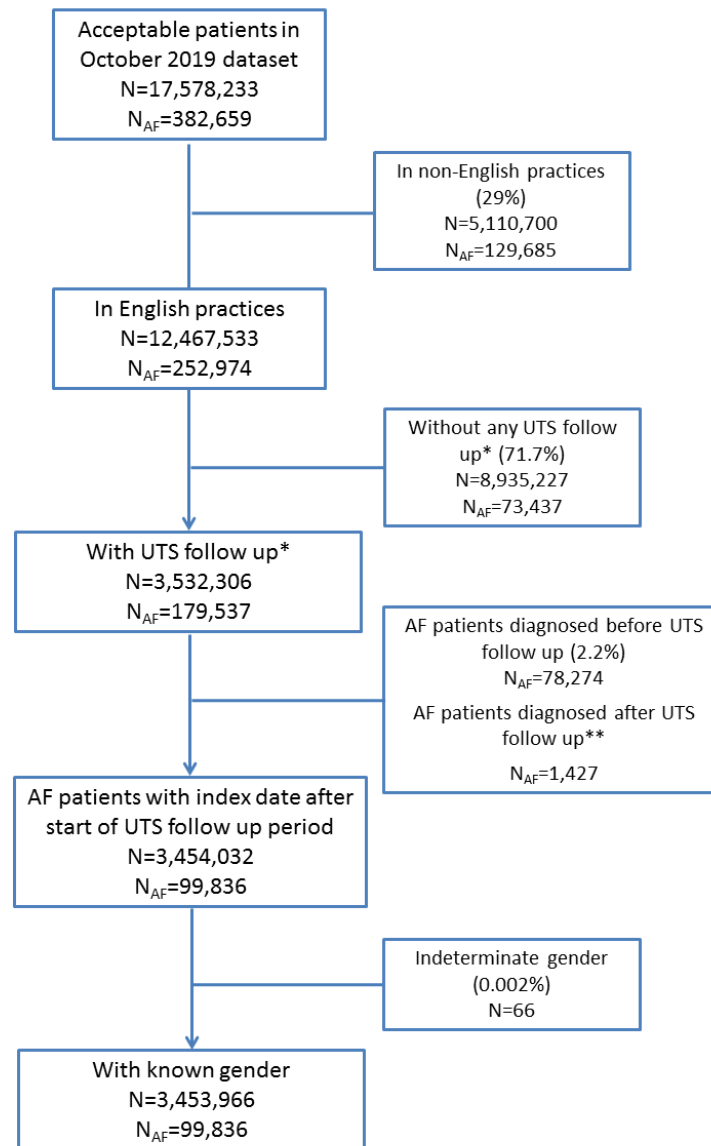 Acceptable patients in
October 2019 dataset
N=17,578,233
NAF=382,659
In non-English practices
(29%)
N=5,110,700
NAF=129,685
In English practices
N=12,467,533
NAF=252,974
Without any UTS follow
up* (71.7%)
N=8,935,227
NAF=73,437
With UTS follow up*
N=3,532,306
NAF=179,537
AF patients diagnosed before UTS
follow up (2.2%)
NAF=78,274
AF patients diagnosed after UTS
follow up**
NAF=1,427
AF patients with index date after
start of UTS follow up period
N=3,454,032
NAF=99,836
Indeterminate gender
(0.002%)
N=66
With known gender
N=3,453,966
NAF=99,836